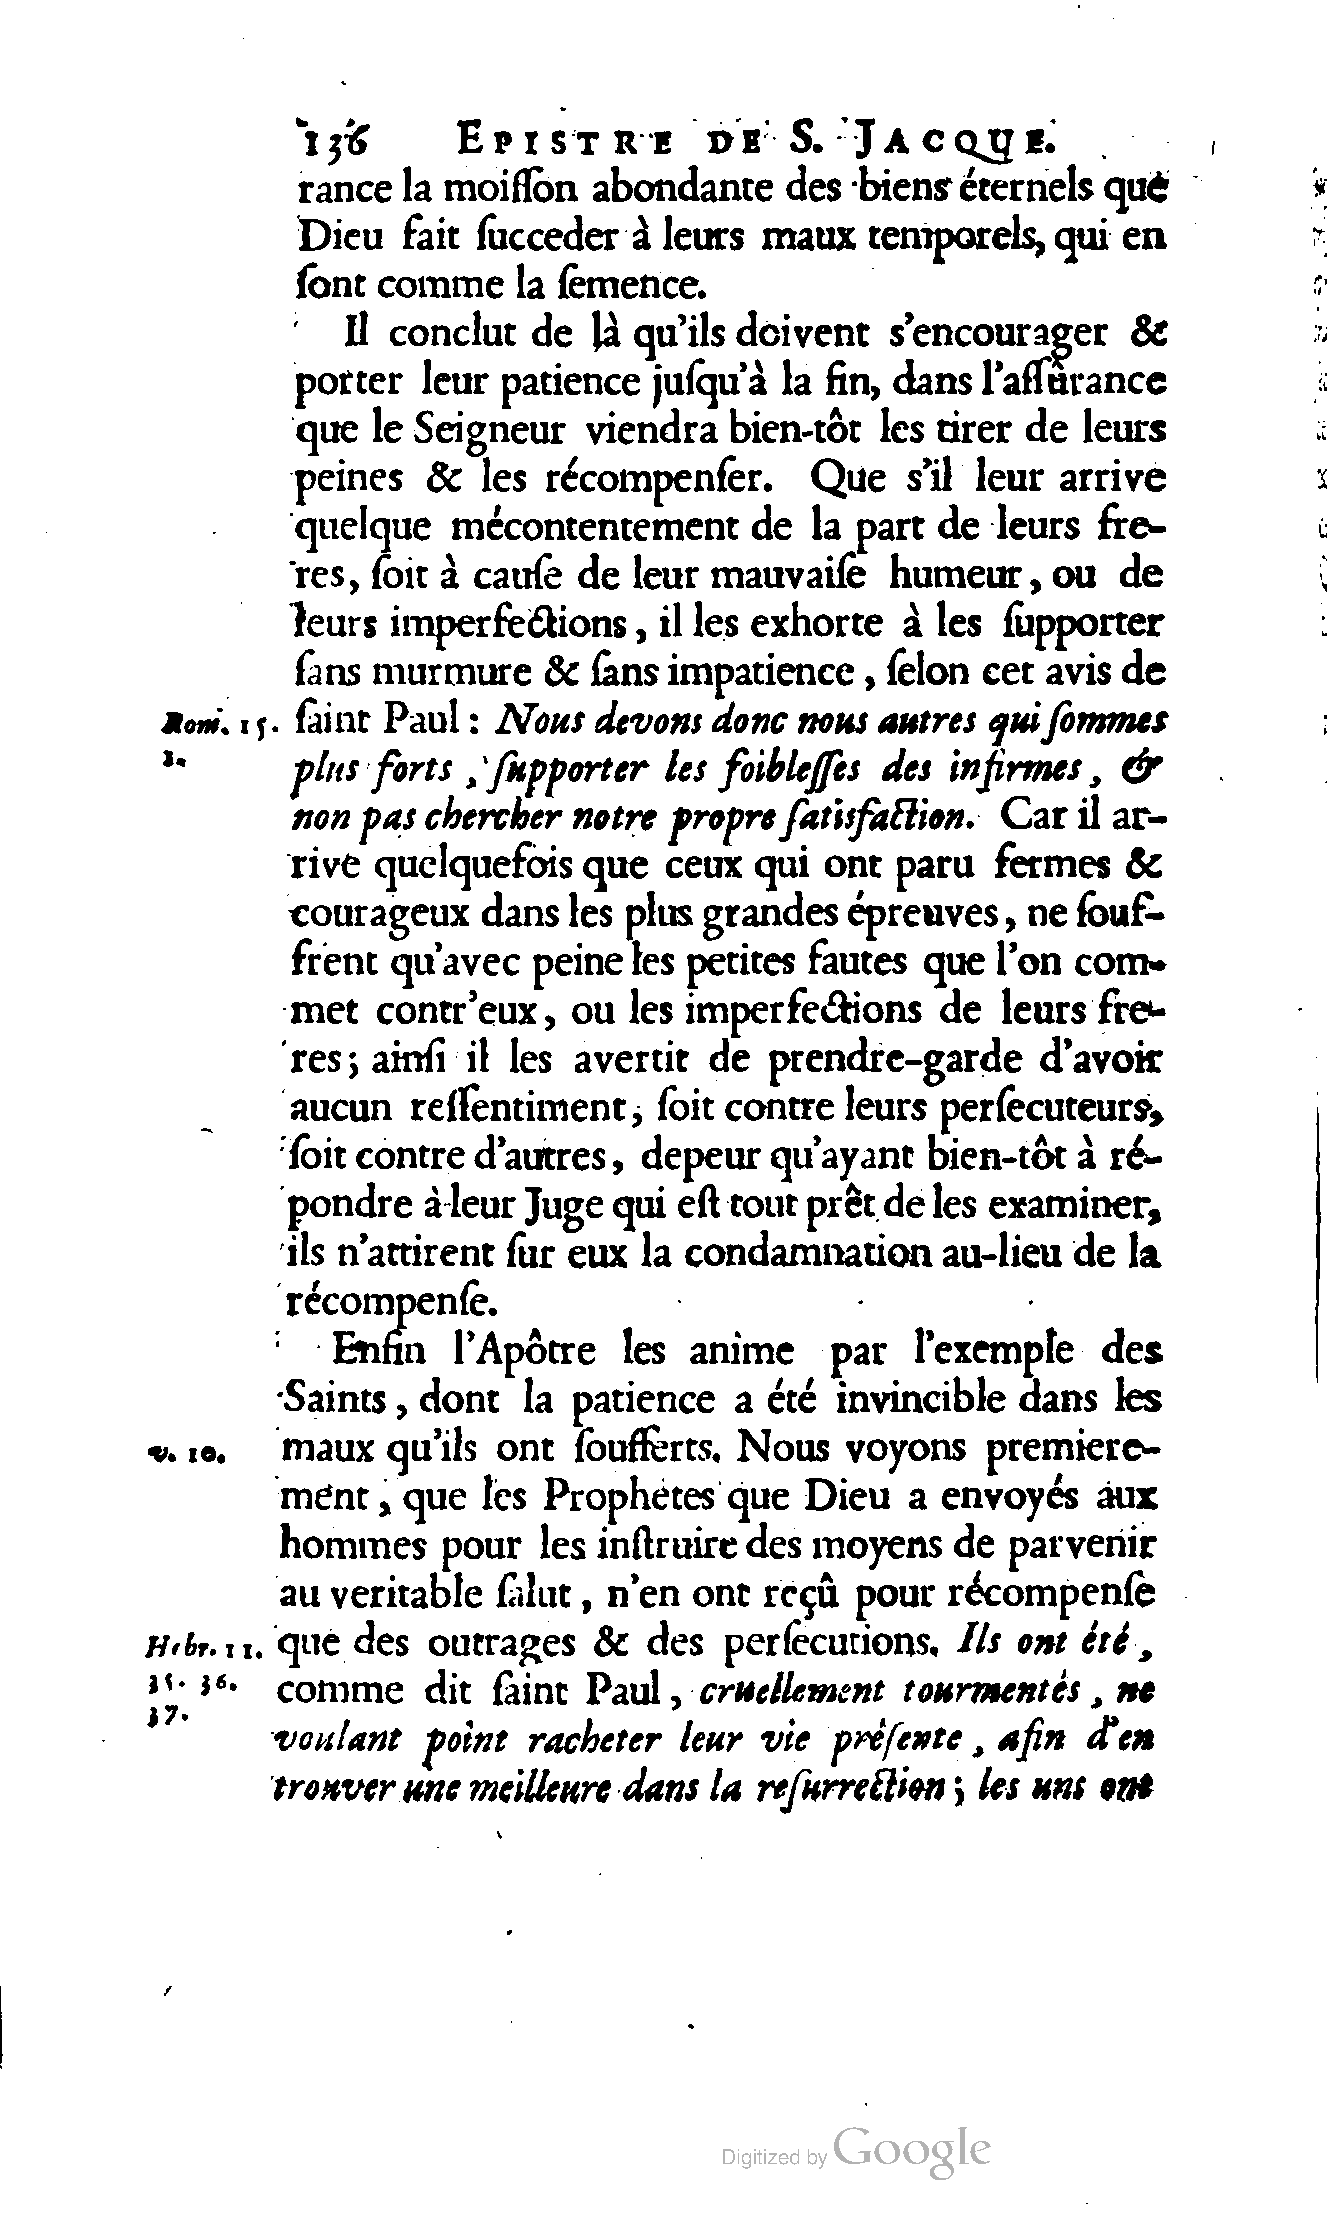 136 EPISTRE DE S. JACQUE.
rance la moiſſon abondante des biens éternels que
Dieu fait ſucceder à leurs maux temporels, qui en
ſont comme la ſemence.
Il conclut de là qu'ils doivent s'encourager &
porter leur patience juſqu'à la fin, dans l'aſſûrance
que le Seigneur viendra bien-tôt les tirer de leurs
peines & les récompenſer. Que s'il leur arrive
quelque mécontentement de la part de leurs fre-
res, ſoit à cauſe de leur mauvaiſe humeur, ou de
leurs imperfections, il les exhorte à les ſupporter
ſans murmure & ſans impatience, ſelon cet avis de
Rom. 15. ſaint Paul : Nous devons donc nous autres qui ſommes
1. plus forts, ſupporter les foibleſſes des infirmes, &
non pas chercher notre propre ſatisfaction. Car il ar-
rive quelquefois que ceux qui ont paru fermes &
courageux dans les plus grandes épreuves, ne ſouf-
frent qu'avec peine les petites fautes que l'on com-
met contr'eux, ou les imperfections de leurs fre-
res; ainſi il les avertit de prendre-garde d'avoir
aucun reſſentiment, ſoit contre leurs perſecuteurs,
ſoit contre d'autres, depeur qu'ayant bien-tôt à ré-
pondre à leur Juge qui eſt tout prêt de les examiner,
ils n'attirent ſur eux la condamnation au-lieu de la
récompenſe.
Enfin l'Apôtre les anime par l'exemple des
Saints, dont la patience a été invincible dans les
v. 10. maux qu'ils ont ſoufferts. Nous voyons premiere-
ment, que les Prophetes que Dieu a envoyés aux
hommes pour les inſtruire des moyens de parvenir
au veritable ſalut, n'en ont reçû pour récompenſe
Hebr. 11. que des outrages & des perſecutions. Ils ont été,
35. 36. comme dit ſaint Paul, cruellement tourmentés, ne
37.
voulant point racheter leur vie préſente, afin d'en
trouver une meilleure dans la reſurrection; les uns ont
Digitized by Google